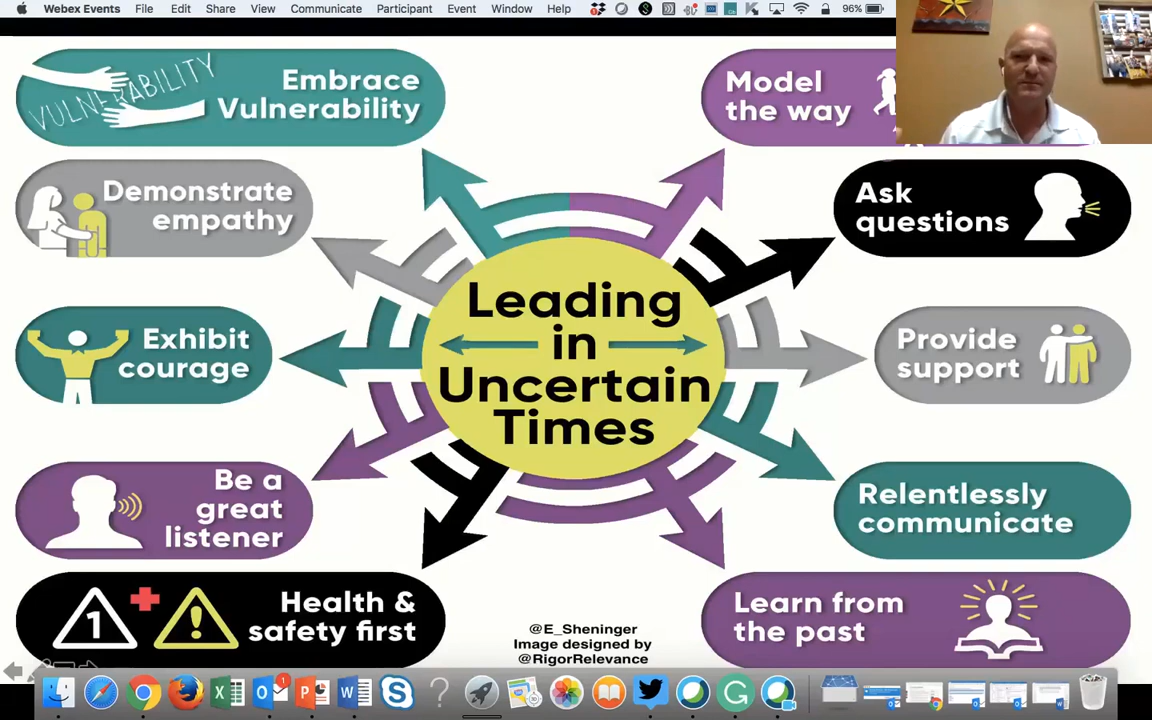 Webex Events File Edit Share View Communicate Participant Event Window Help 96%
VULNERABILITY
Embrace
Vulnerability
Model
the way
Demonstrate
empathy
Ask
questions
Exhibit
courage
Leading
in
Uncertain
Times
Provide
support
Be a
great
listener
Relentlessly
communicate
1
Health &
safety first
Learn from
the past
@E_Sheninger
Image designed by
@RigorRelevance